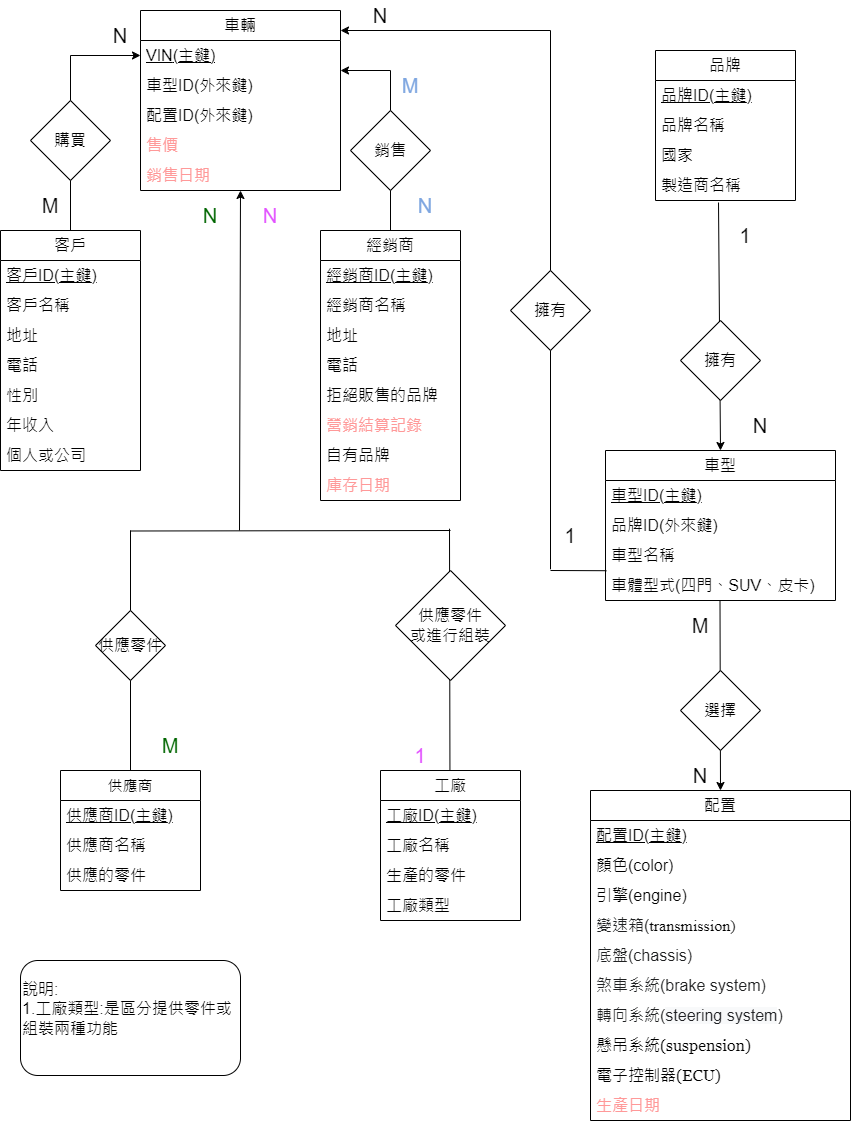 車輛
VIN(主鍵)
車型ID(外來鍵)
配置ID(外來鍵)
售價
銷售日期
N
購買
M
客戶
客戶ID(主鍵)
客戶名稱
地址
電話
性別
年收入
個人或公司
M
銷售
N
經銷商
經銷商ID(主鍵)
經銷商名稱
地址
電話
拒絕販售的品牌
營銷結算記錄
自有品牌
庫存日期
N
擁有
1
品牌
品牌ID(主鍵)
品牌名稱
國家
製造商名稱
1
擁有
N
車型
車型ID(主鍵)
品牌ID(外來鍵)
車型名稱
車體型式(四門、SUV、皮卡)
M
選擇
N
配置
配置ID(主鍵)
顏色(color)
引擎(engine)
變速箱(transmission)
底盤(chassis)
煞車系統(brake system)
轉向系統(steering system)
懸吊系統(suspension)
電子控制器(ECU)
生產日期
N
N
供應零件
M
供應商
供應商ID(主鍵)
供應商名稱
供應的零件
供應零件
或進行組裝
1
工廠
工廠ID(主鍵)
工廠名稱
生產的零件
工廠類型
說明:
1.工廠類型:是區分提供零件或
組裝兩種功能